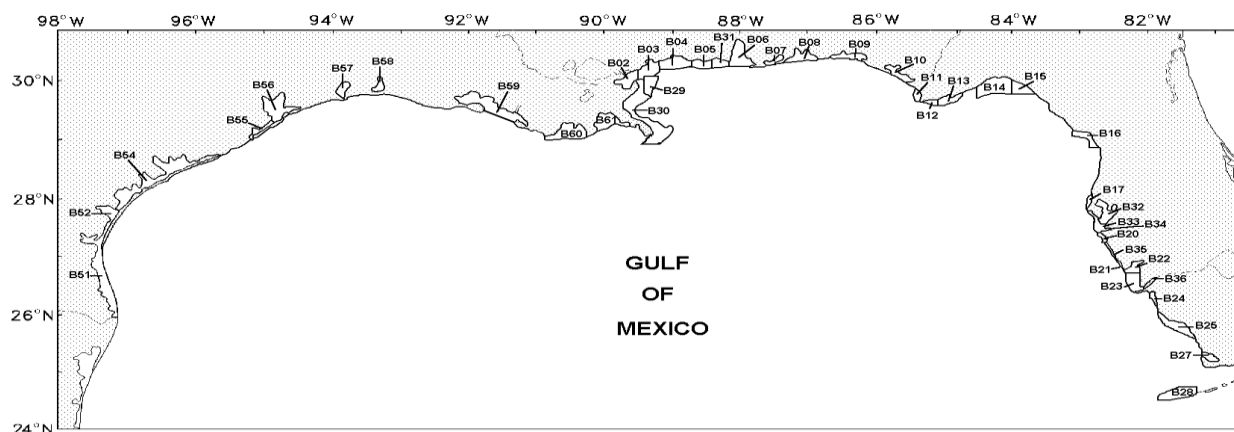 98°W 96°W 94°W 92°W 90°W 88°W 86°W 84°W 82°W
30°N
28°N
26°N
24°N
B02
B03
B04
B05
B31
B06
B07
B08
B09
B10
B11
B13
B12
B14
B15
B16
B17
B32
B33
B34
B20
B35
B21
B22
B23
B36
B24
B25
B27
B28
B29
B30
B61
B60
B59
B58
B57
B56
B55
B54
B52
B51
GULF
OF
MEXICO